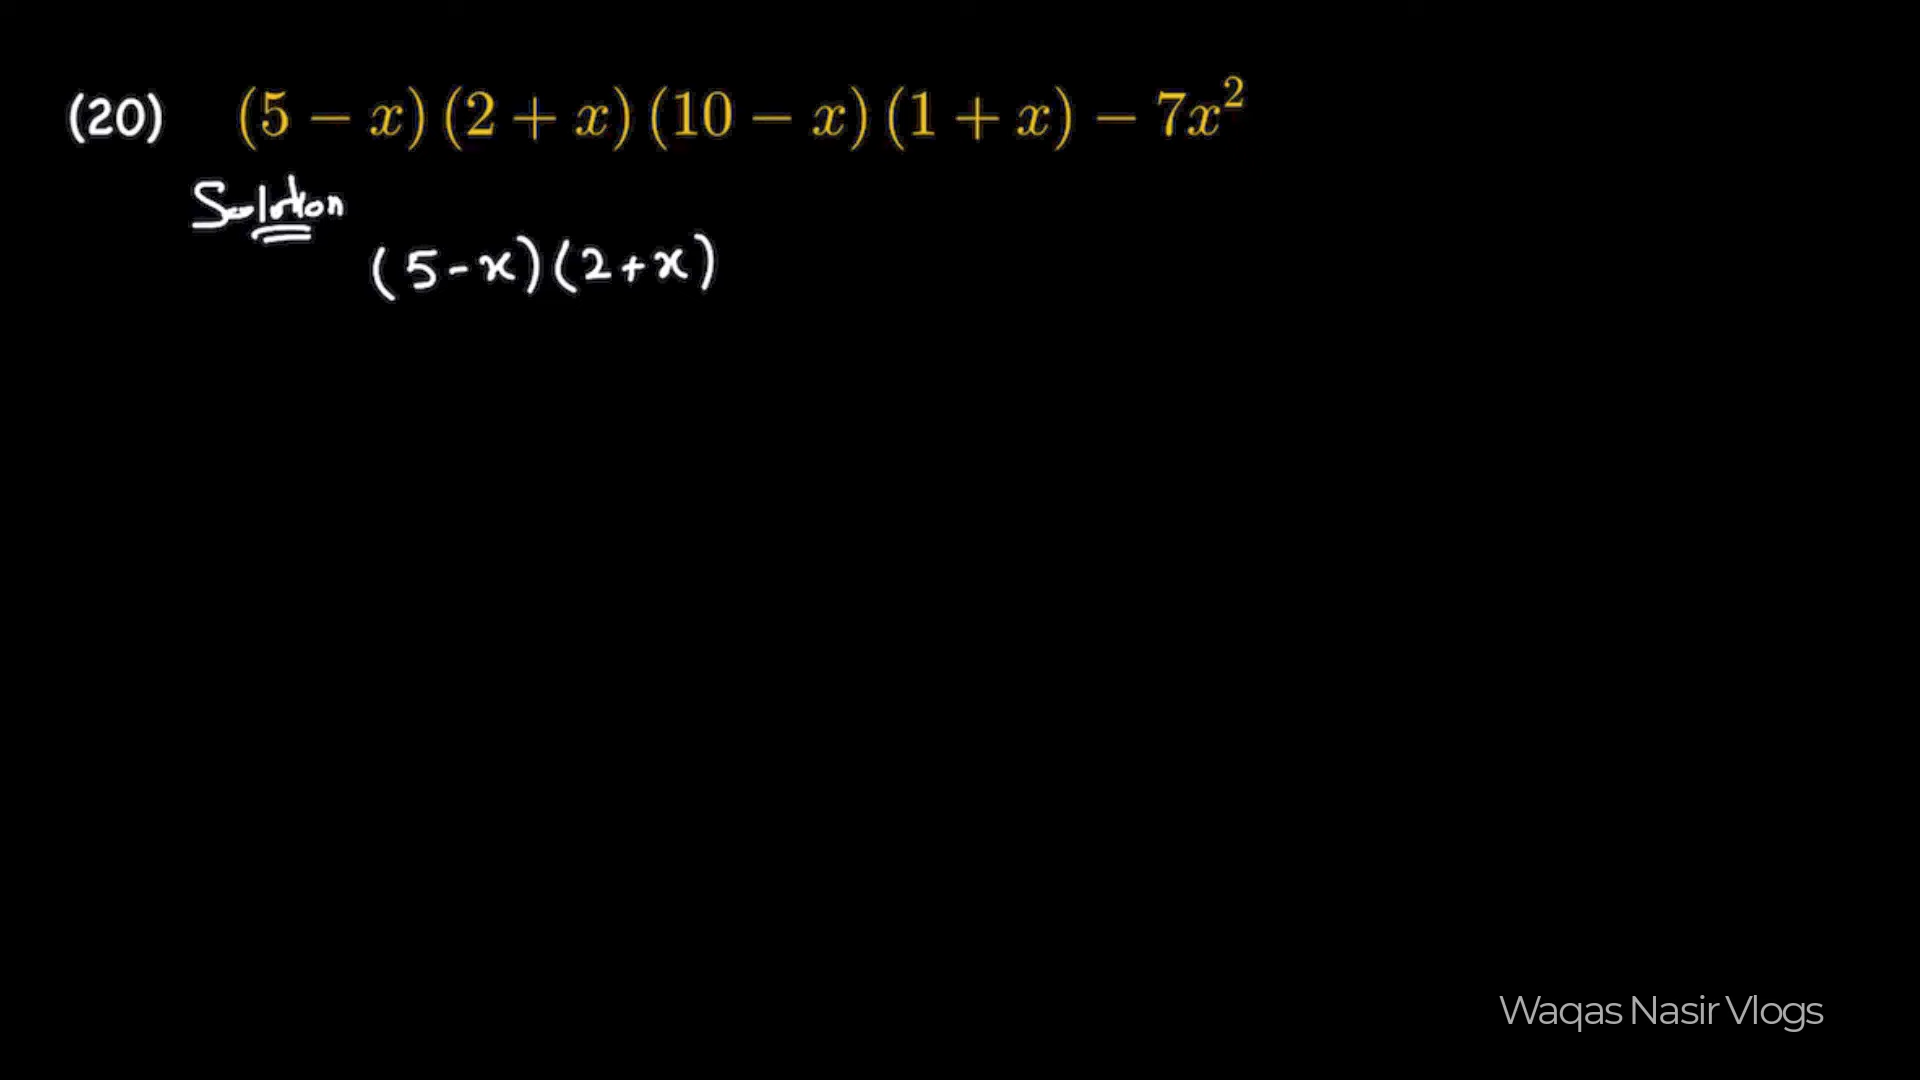 (20) (5 − x)(2 + x)(10 − x)(1 + x) − 7x²
Solution
(5-x)(2+x)
Waqas Nasir Vlogs